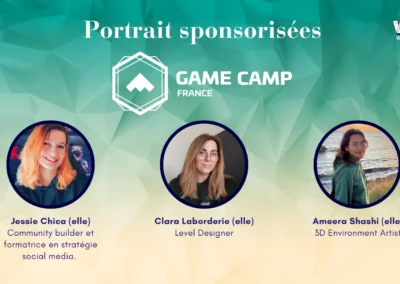 Portrait sponsorisées
GAME CAMP
FRANCE
Jessie Chica (elle)
Community builder et
formatrice en stratégie
social media.
Clara Laborderie (elle)
Level Designer
Ameera Shashi (elle
3D Environment Artist